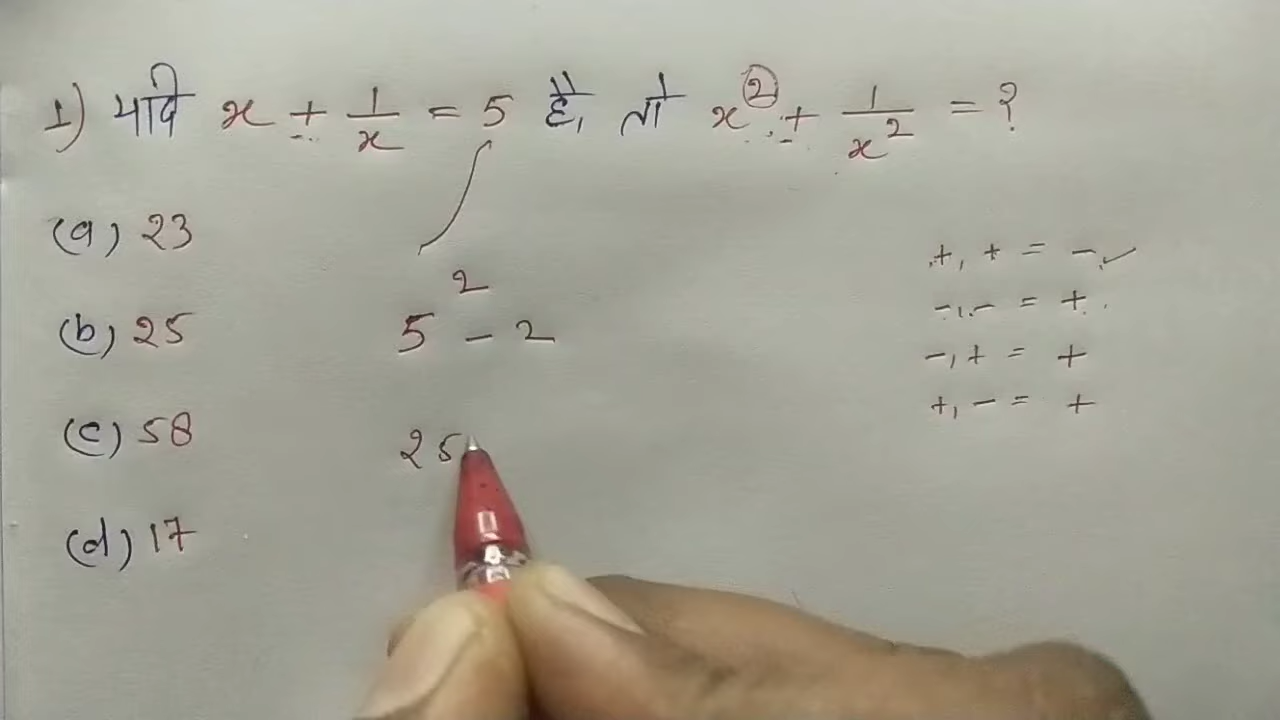 1) यदि x + 1/x = 5 है, तो x² + 1/x² = ?
(a) 23
(b) 25
(c) 58
(d) 17
5² - 2
25
+, + = - ✓
-, - = +
-, + = +
+, - = +